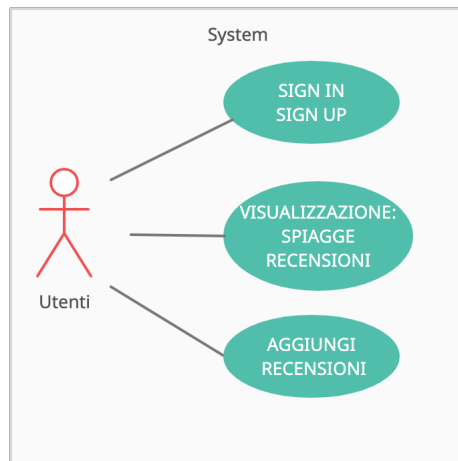 System
SIGN IN
SIGN UP
VISUALIZZAZIONE:
SPIAGGE
RECENSIONI
Utenti
AGGIUNGI
RECENSIONI